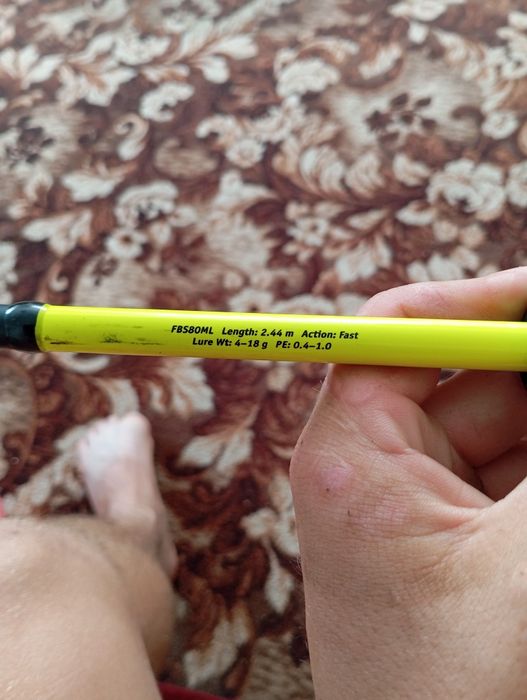 FBS80ML Length: 2.44 m Action: Fast
Lure Wt: 4–18 g PE: 0.4–1.0